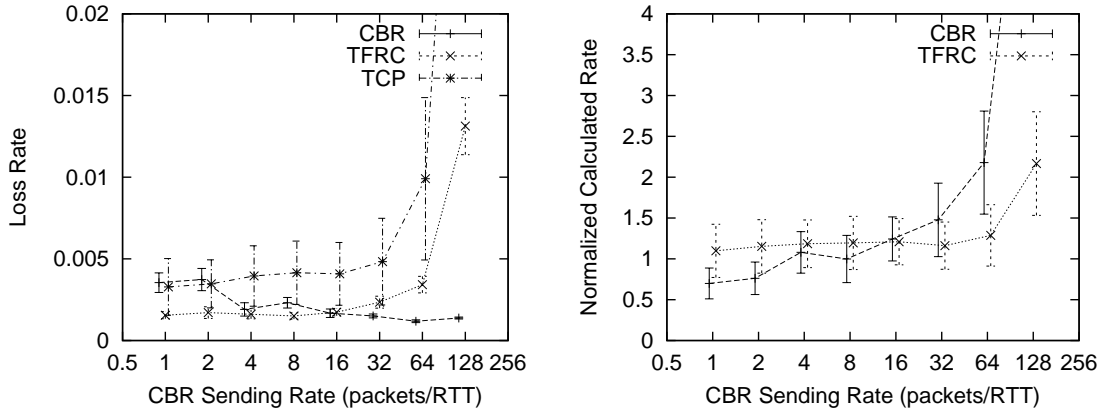 0.02
0.015
0.01
0.005
0
Loss Rate
CBR
TFRC
TCP
0.5 1 2 4 8 16 32 64 128 256
CBR Sending Rate (packets/RTT)
4
3.5
3
2.5
2
1.5
1
0.5
0
Normalized Calculated Rate
CBR
TFRC
0.5 1 2 4 8 16 32 64 128 256
CBR Sending Rate (packets/RTT)